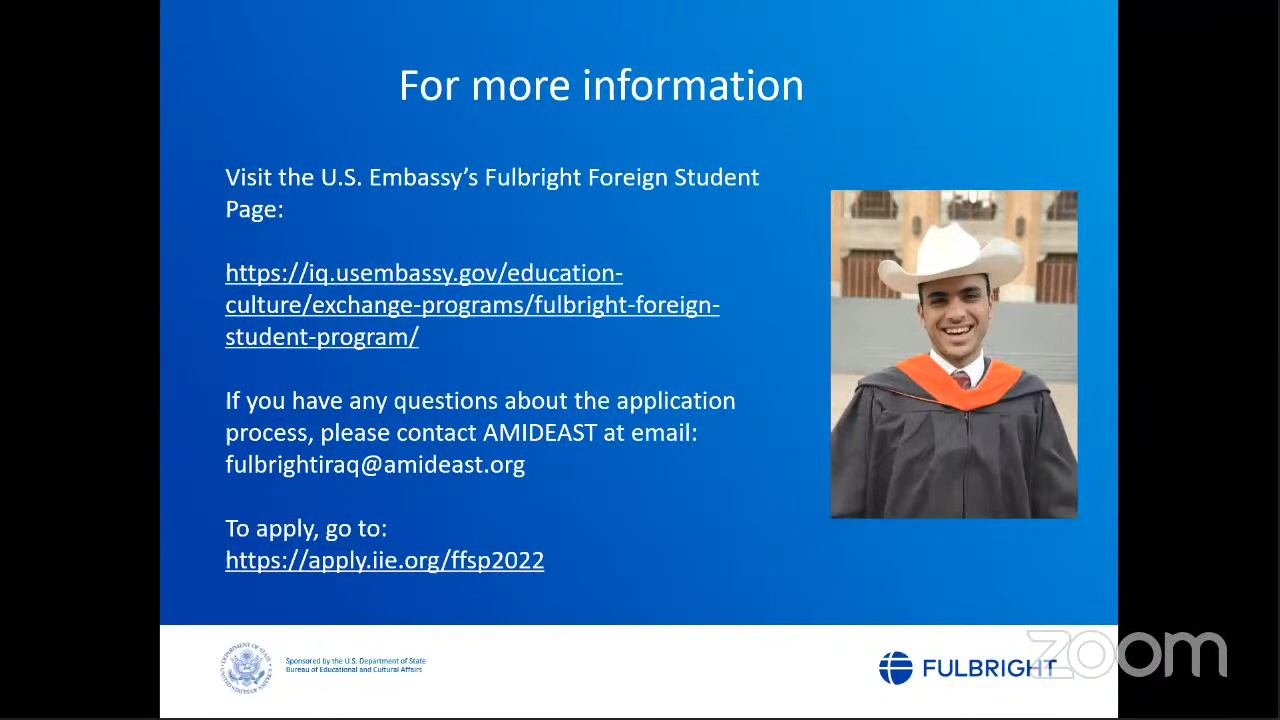 For more information
Visit the U.S. Embassy’s Fulbright Foreign Student
Page:
https://iq.usembassy.gov/education-
culture/exchange-programs/fulbright-foreign-
student-program/
If you have any questions about the application
process, please contact AMIDEAST at email:
fulbrightiraq@amideast.org
To apply, go to:
https://apply.iie.org/ffsp2022
Sponsored by the U.S. Department of State
Bureau of Educational and Cultural Affairs
FULBRIGHT
zoom